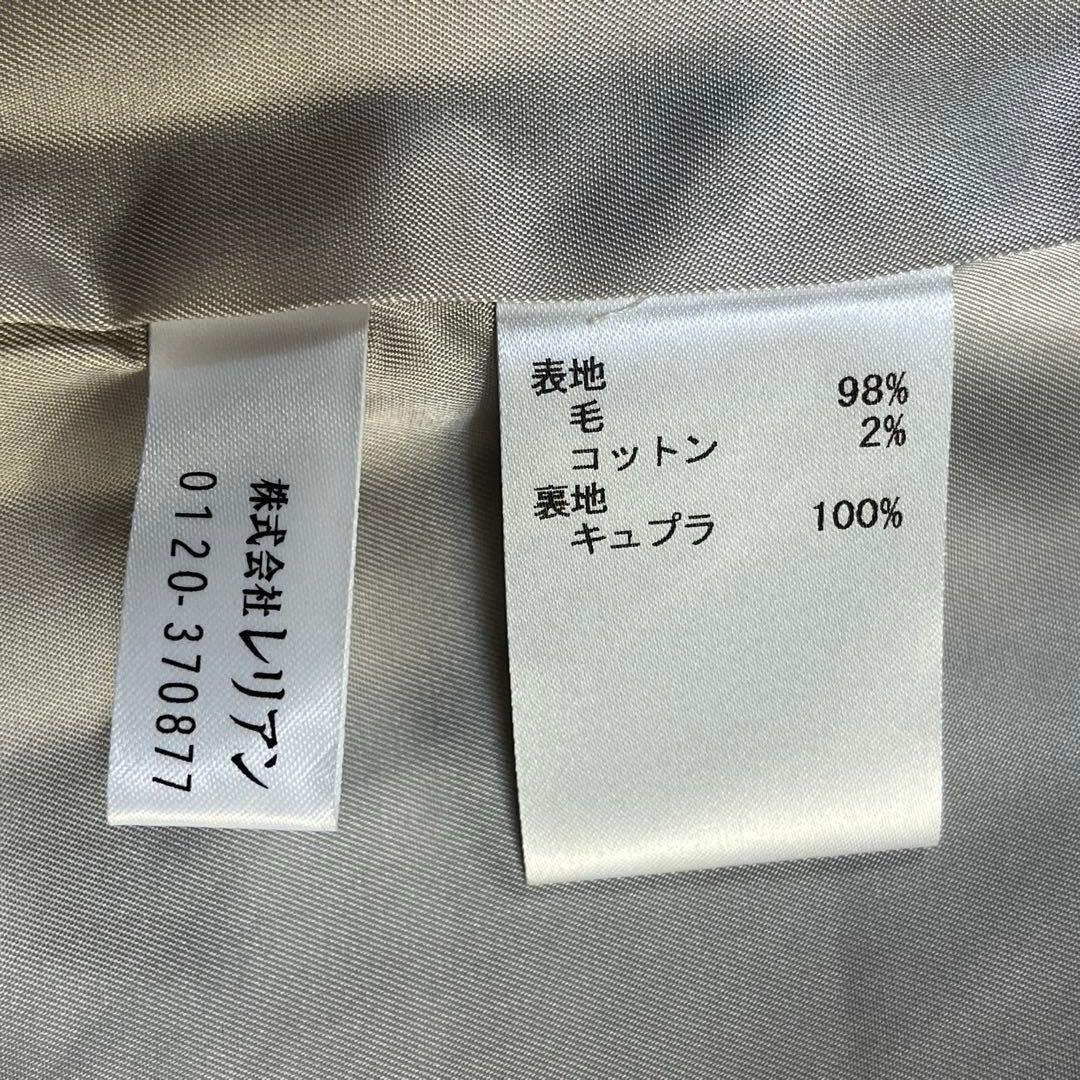 株式会社レリアン
0120-370877
表地
毛 98%
コットン 2%
裏地
キュプラ 100%